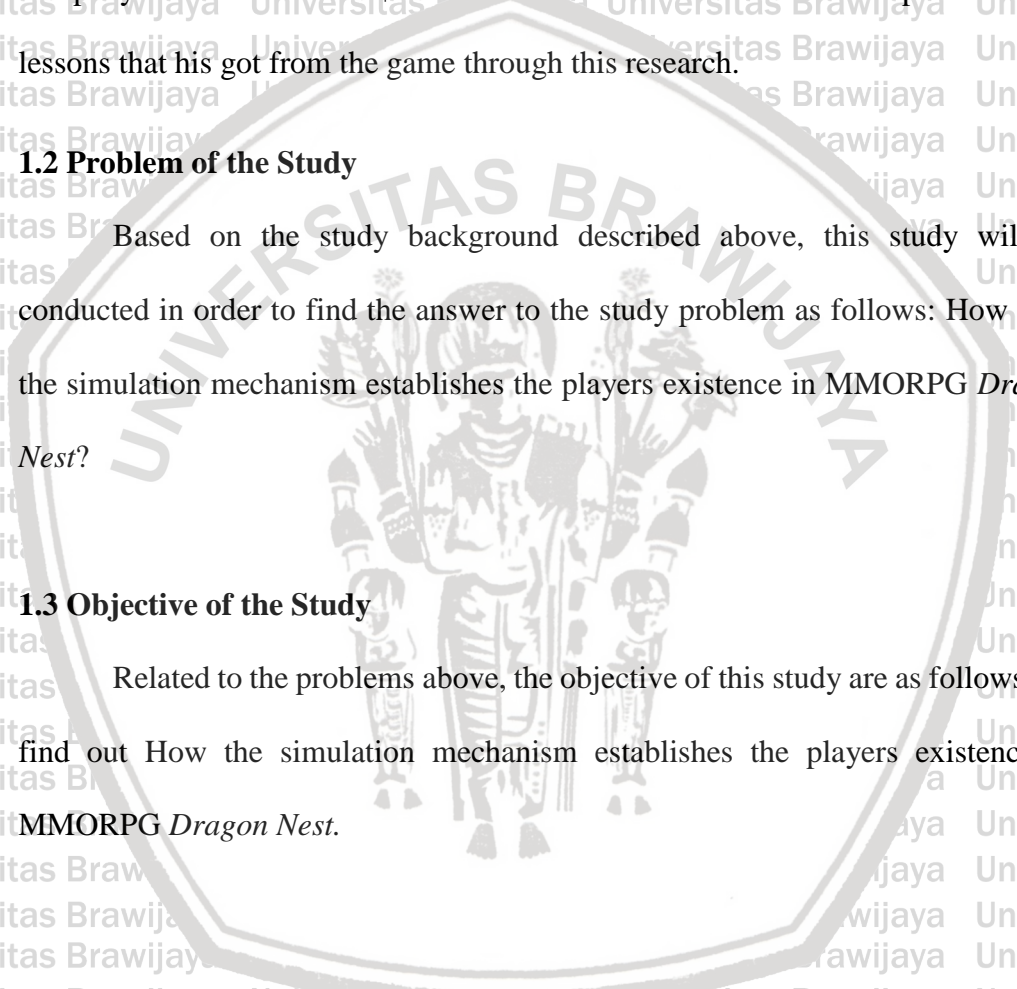 lessons that his got from the game through this research.
1.2 Problem of the Study
Based on the study background described above, this study wil
conducted in order to find the answer to the study problem as follows: How
the simulation mechanism establishes the players existence in MMORPG Dra
Nest?
1.3 Objective of the Study
Related to the problems above, the objective of this study are as follows
find out How the simulation mechanism establishes the players existenc
MMORPG Dragon Nest.
UNIVERSITAS BRAWIJAYA